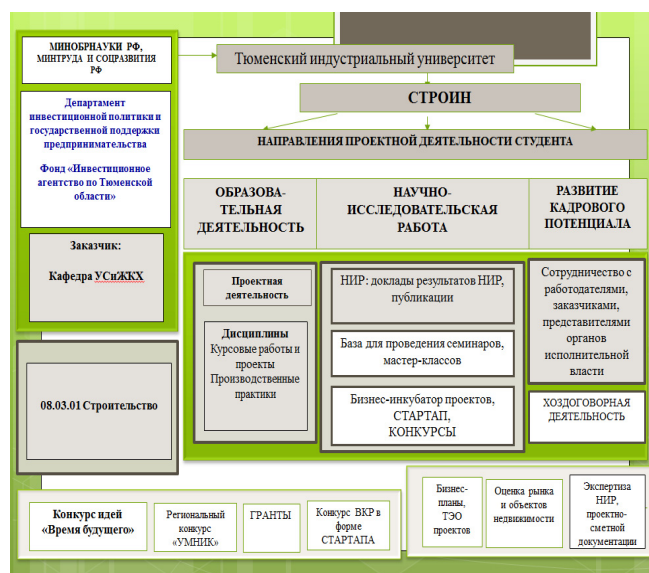 МИНОБРНАУКИ РФ,
МИНТРУДА И СОЦРАЗВИТИЯ
РФ
Департамент
инвестиционной политики и
государственной поддержки
предпринимательства
Фонд «Инвестиционное
агентство по Тюменской
области»
Заказчик:
Кафедра УСиЖКХ
08.03.01 Строительство
Тюменский индустриальный университет
СТРОИН
НАПРАВЛЕНИЯ ПРОЕКТНОЙ ДЕЯТЕЛЬНОСТИ СТУДЕНТА
ОБРАЗОВА-
ТЕЛЬНАЯ
ДЕЯТЕЛЬНОСТЬ
НАУЧНО-
ИССЛЕДОВАТЕЛЬСКАЯ
РАБОТА
РАЗВИТИЕ
КАДРОВОГО
ПОТЕНЦИАЛА
Проектная
деятельность
Дисциплины
Курсовые работы и
проекты
Производственные
практики
НИР: доклады результатов НИР,
публикации
База для проведения семинаров,
мастер-классов
Бизнес-инкубатор проектов,
СТАРТАП,
КОНКУРСЫ
Сотрудничество с
работодателями,
заказчиками,
представителями
органов
исполнительной
власти
ХОЗДОГОВОРНАЯ
ДЕЯТЕЛЬНОСТЬ
Конкурс идей
«Время будущего»
Региональный
конкурс
«УМНИК»
ГРАНТЫ
Конкурс ВКР в
форме
СТАРТАПА
Бизнес-
планы,
ТЭО
проектов
Оценка рынка
и объектов
недвижимости
Экспертиза
НИР,
проектно-
сметной
документации